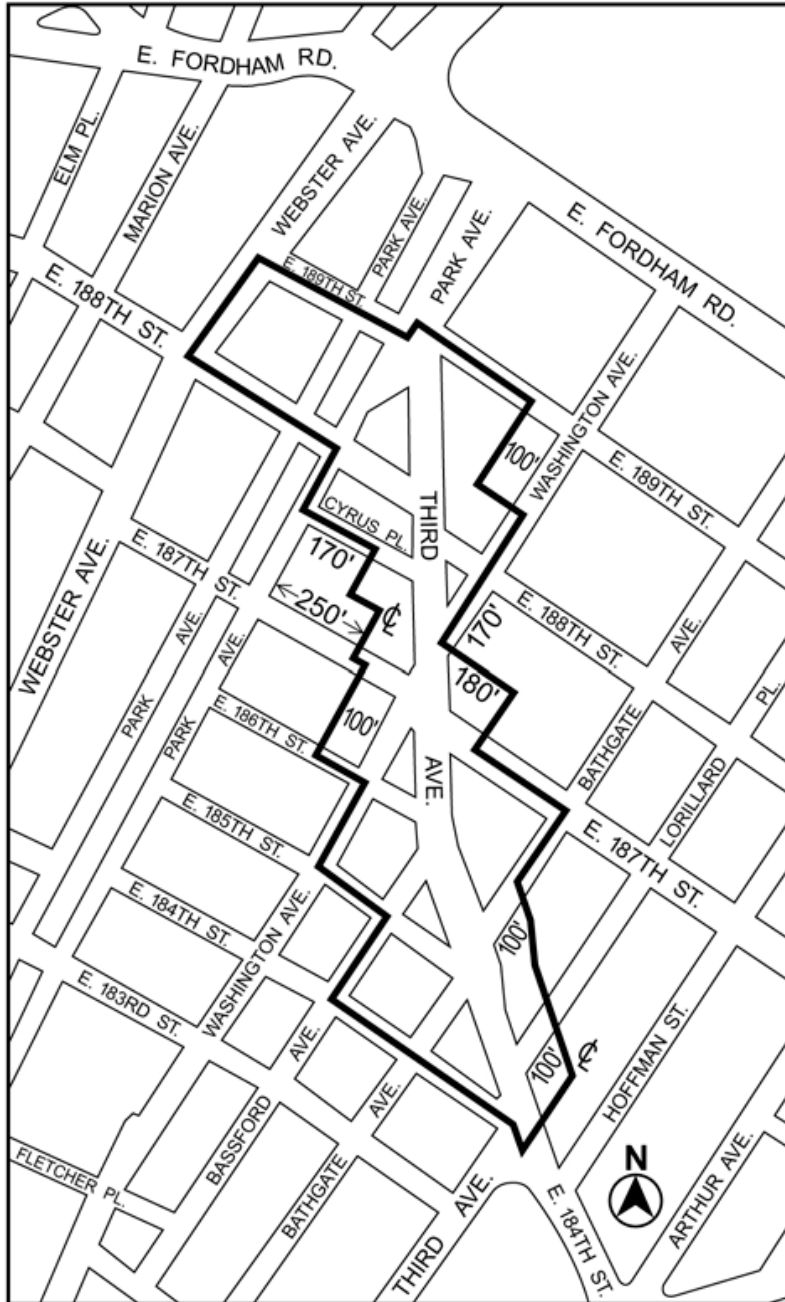 E. FORDHAM RD.
ELM PL.
MARION AVE.
WEBSTER AVE.
PARK AVE.
PARK AVE.
E. FORDHAM RD.
E. 189TH ST.
E. 188TH ST.
WASHINGTON AVE.
100'
E. 189TH ST.
THIRD
CYRUS PL.
170'
250'
℄
E. 187TH ST.
WEBSTER AVE.
170'
180'
E. 188TH ST.
AVE.
PL.
PARK AVE.
PARK AVE.
E. 186TH ST.
100'
AVE.
BATHGATE
LORILLARD
E. 185TH ST.
E. 187TH ST.
E. 184TH ST.
WASHINGTON AVE.
100'
E. 183RD ST.
AVE.
AVE.
100'
℄
HOFFMAN ST.
BASSFORD
BATHGATE
FLETCHER PL.
THIRD AVE.
N
E. 184TH ST.
ARTHUR AVE.